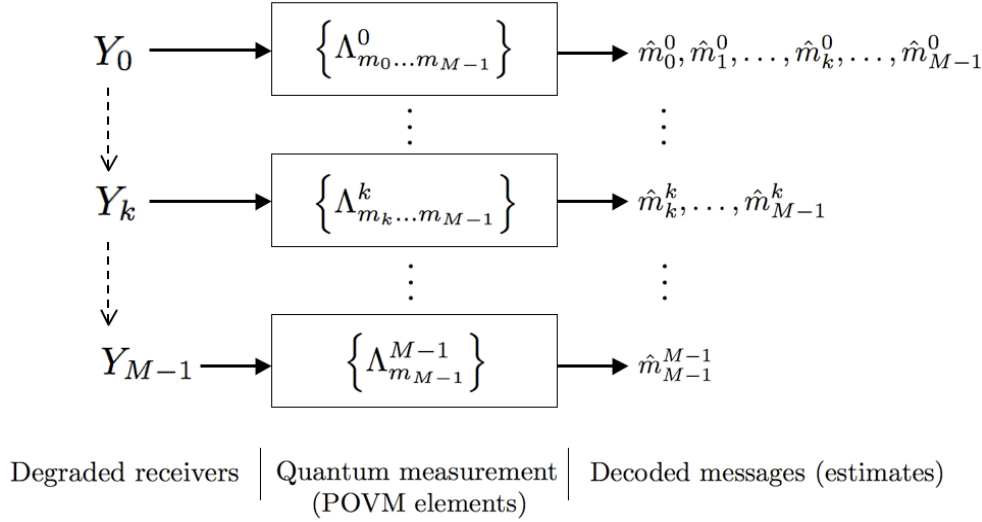 Y_0 {Λ^0_{m_0…m_{M−1}}} m̂^0_0, m̂^0_1, …, m̂^0_k, …, m̂^0_{M−1}
⋮ ⋮
Y_k {Λ^k_{m_k…m_{M−1}}} m̂^k_k, …, m̂^k_{M−1}
⋮ ⋮
Y_{M−1} {Λ^{M−1}_{m_{M−1}}} m̂^{M−1}_{M−1}
Degraded receivers | Quantum measurement | Decoded messages (estimates)
(POVM elements)